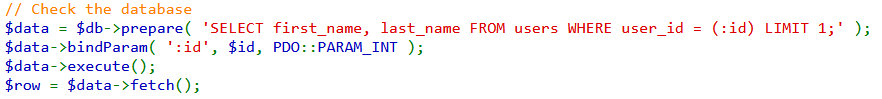 // Check the database
$data = $db->prepare( 'SELECT first_name, last_name FROM users WHERE user_id = (:id) LIMIT 1;' );
$data->bindParam( ':id', $id, PDO::PARAM_INT );
$data->execute();
$row = $data->fetch();